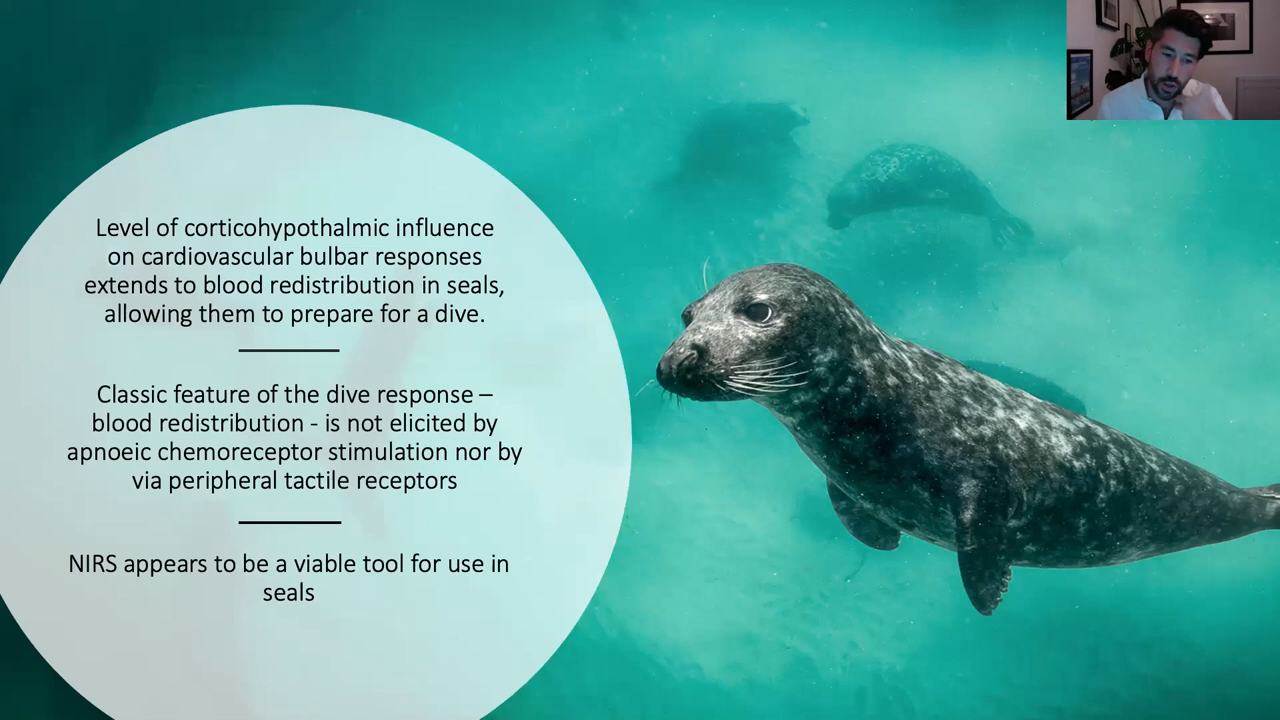 Level of corticohypothalmic influence
on cardiovascular bulbar responses
extends to blood redistribution in seals,
allowing them to prepare for a dive.
Classic feature of the dive response –
blood redistribution - is not elicited by
apnoeic chemoreceptor stimulation nor by
via peripheral tactile receptors
NIRS appears to be a viable tool for use in
seals